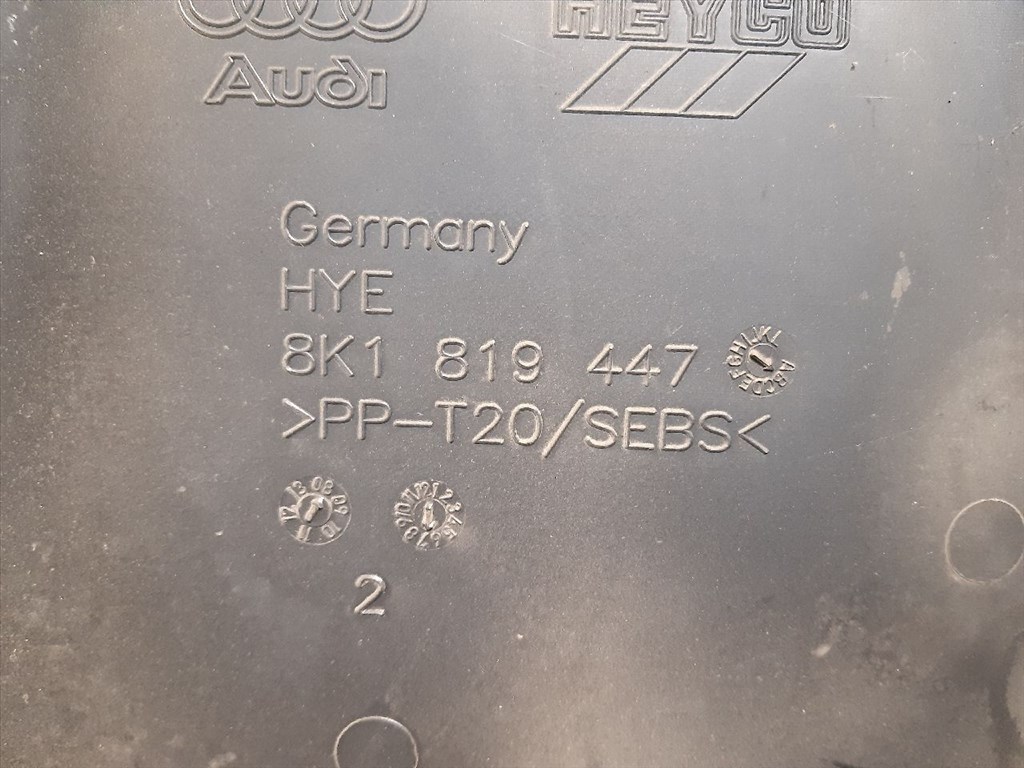 Audi
HEYCO
Germany
HYE
8K1 819 447
>PP-T20/SEBS<
2